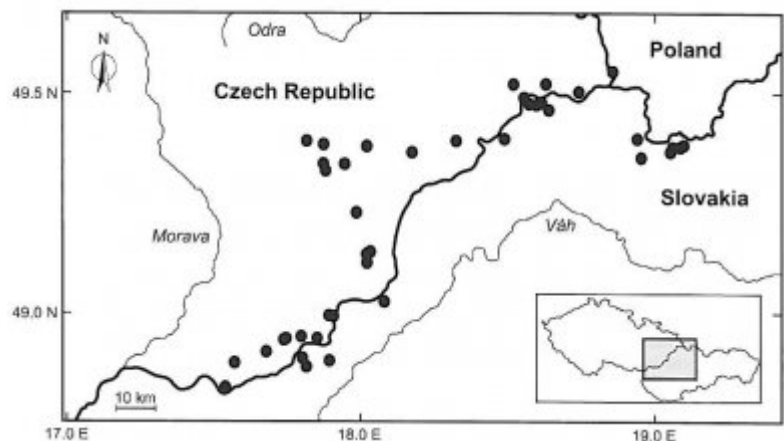 Odra
N
Poland
49.5 N
Czech Republic
Slovakia
Morava
Váh
49.0 N
10 km
17.0 E
18.0 E
19.0 E